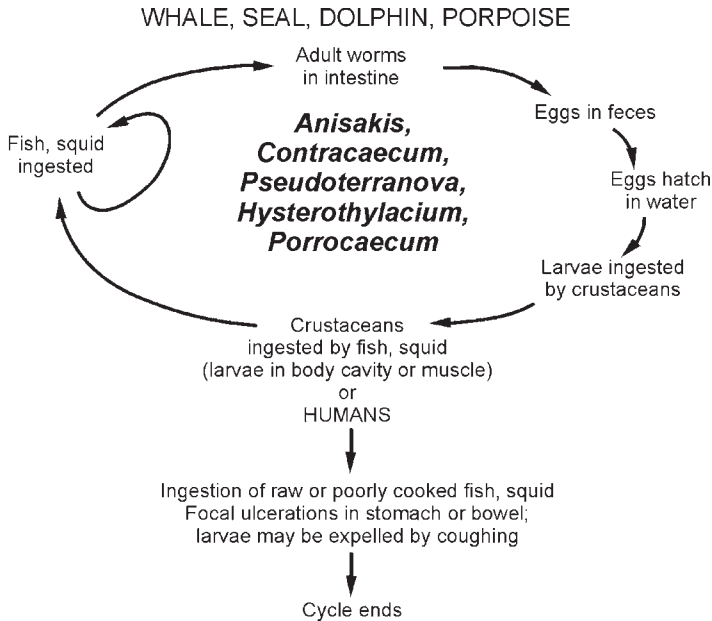 WHALE, SEAL, DOLPHIN, PORPOISE
Adult worms
in intestine
Eggs in feces
Eggs hatch
in water
Larvae ingested
by crustaceans
Crustaceans
ingested by fish, squid
(larvae in body cavity or muscle)
or
HUMANS
Fish, squid
ingested
Anisakis,
Contracaecum,
Pseudoterranova,
Hysterothylacium,
Porrocaecum
Ingestion of raw or poorly cooked fish, squid
Focal ulcerations in stomach or bowel;
larvae may be expelled by coughing
Cycle ends